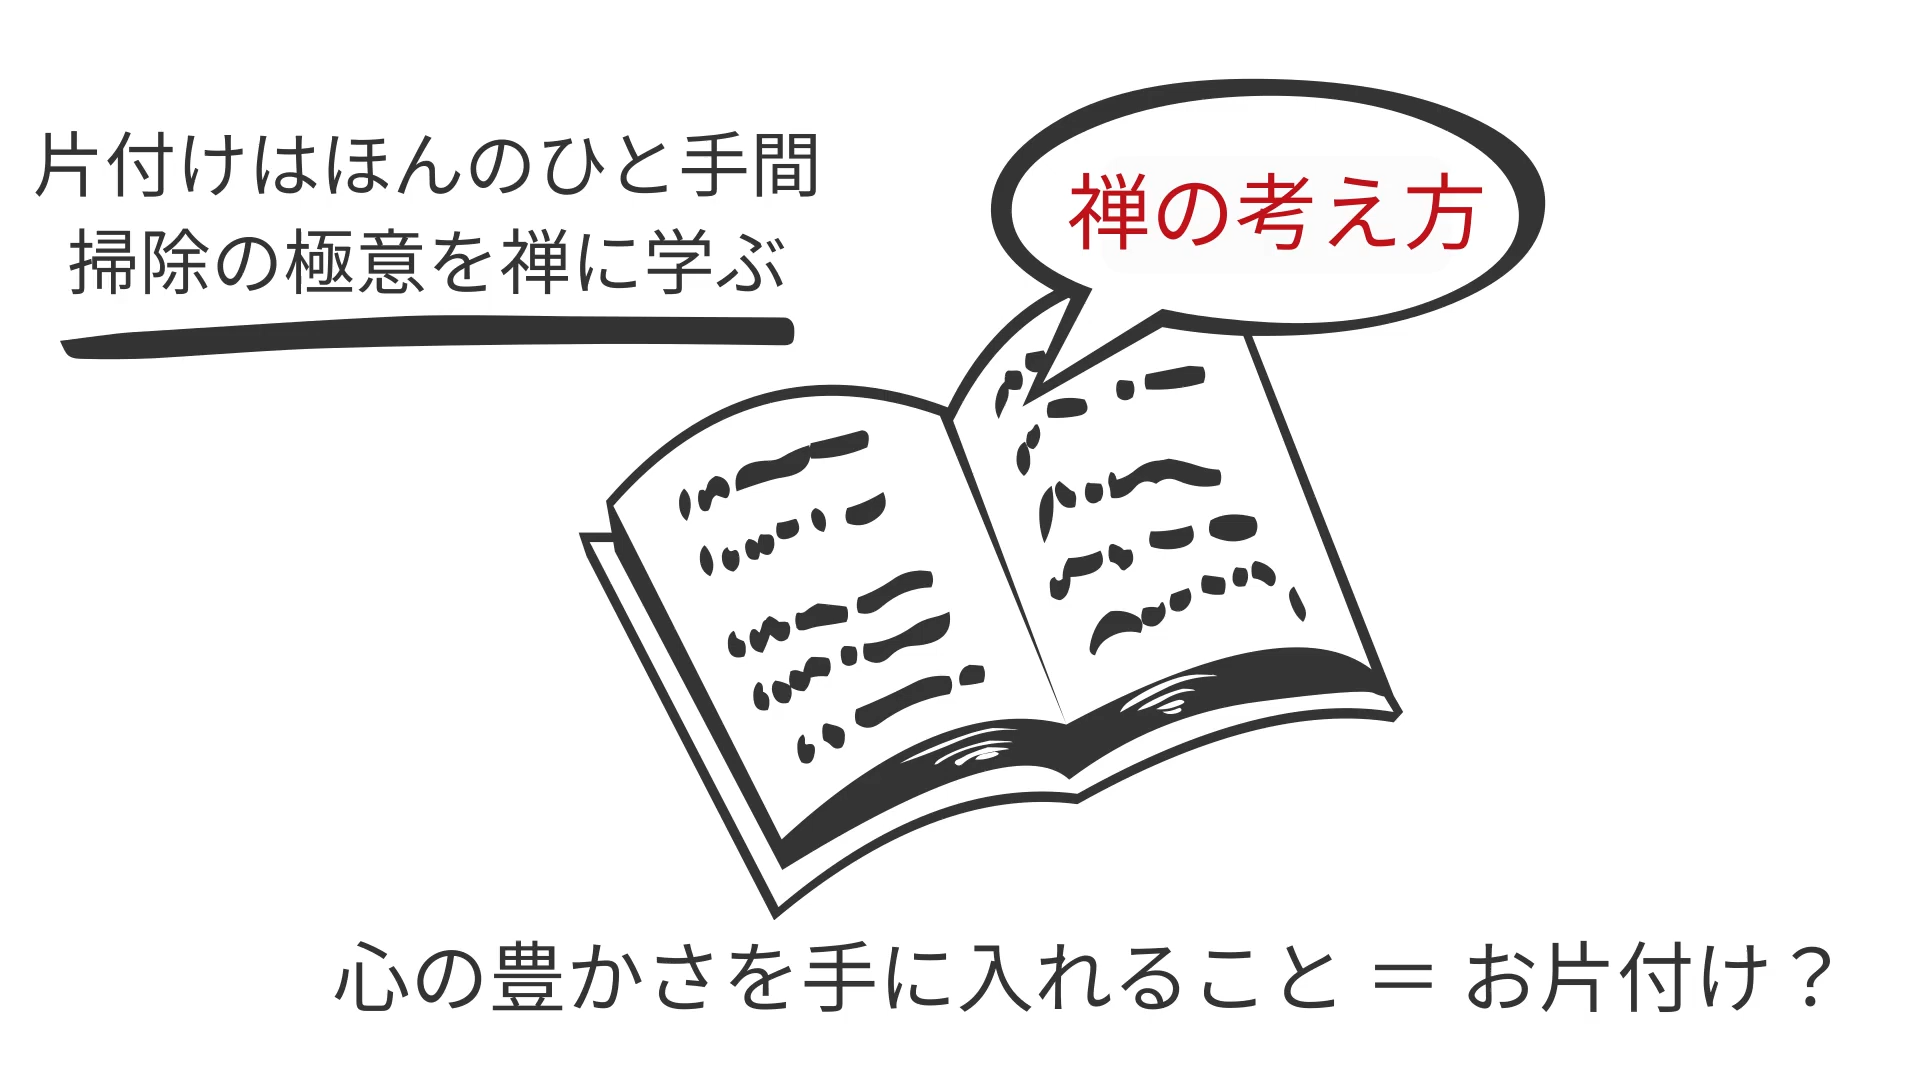 片付けはほんのひと手間
掃除の極意を禅に学ぶ
禅の考え方
心の豊かさを手に入れること = お片付け？